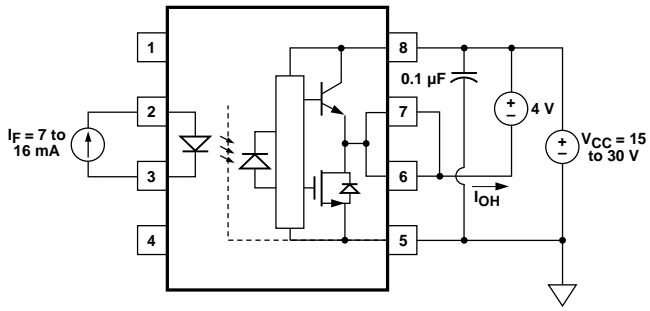 1
8
0.1 µF
+
−
4 V
2
7
I_F = 7 to
16 mA
+
−
V_CC = 15
to 30 V
3
6
I_OH
4
5